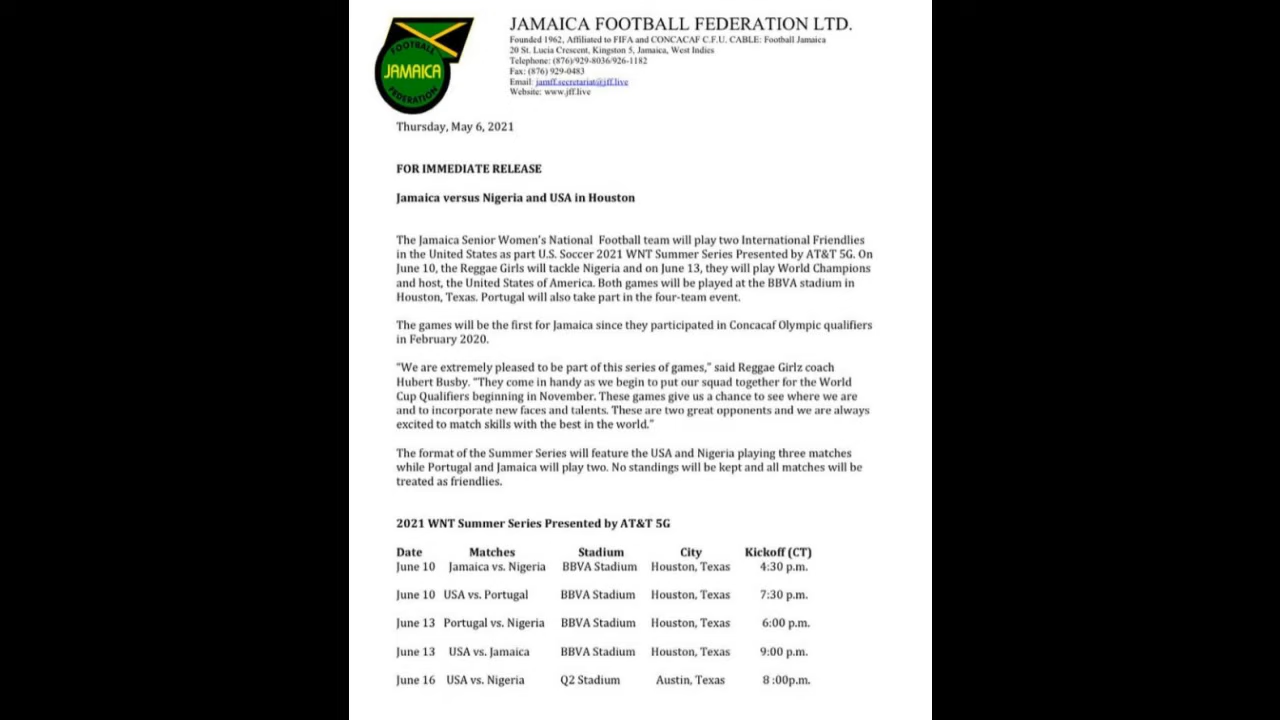 FOOTBALL
JAMAICA
FEDERATION
JAMAICA FOOTBALL FEDERATION LTD.
Founded 1962, Affiliated to FIFA and CONCACAF C.F.U. CABLE: Football Jamaica
20 St. Lucia Crescent, Kingston 5, Jamaica, West Indies
Telephone: (876)/929-8036/926-1182
Fax: (876) 929-0483
Email: jamff.secretariat@jff.live
Website: www.jff.live
Thursday, May 6, 2021
FOR IMMEDIATE RELEASE
Jamaica versus Nigeria and USA in Houston
The Jamaica Senior Women's National Football team will play two International Friendlies
in the United States as part U.S. Soccer 2021 WNT Summer Series Presented by AT&T 5G. On
June 10, the Reggae Girls will tackle Nigeria and on June 13, they will play World Champions
and host, the United States of America. Both games will be played at the BBVA stadium in
Houston, Texas. Portugal will also take part in the four-team event.
The games will be the first for Jamaica since they participated in Concacaf Olympic qualifiers
in February 2020.
"We are extremely pleased to be part of this series of games," said Reggae Girlz coach
Hubert Busby. "They come in handy as we begin to put our squad together for the World
Cup Qualifiers beginning in November. These games give us a chance to see where we are
and to incorporate new faces and talents. These are two great opponents and we are always
excited to match skills with the best in the world."
The format of the Summer Series will feature the USA and Nigeria playing three matches
while Portugal and Jamaica will play two. No standings will be kept and all matches will be
treated as friendlies.
2021 WNT Summer Series Presented by AT&T 5G
Date Matches Stadium City Kickoff (CT)
June 10 Jamaica vs. Nigeria BBVA Stadium Houston, Texas 4:30 p.m.
June 10 USA vs. Portugal BBVA Stadium Houston, Texas 7:30 p.m.
June 13 Portugal vs. Nigeria BBVA Stadium Houston, Texas 6:00 p.m.
June 13 USA vs. Jamaica BBVA Stadium Houston, Texas 9:00 p.m.
June 16 USA vs. Nigeria Q2 Stadium Austin, Texas 8 :00p.m.